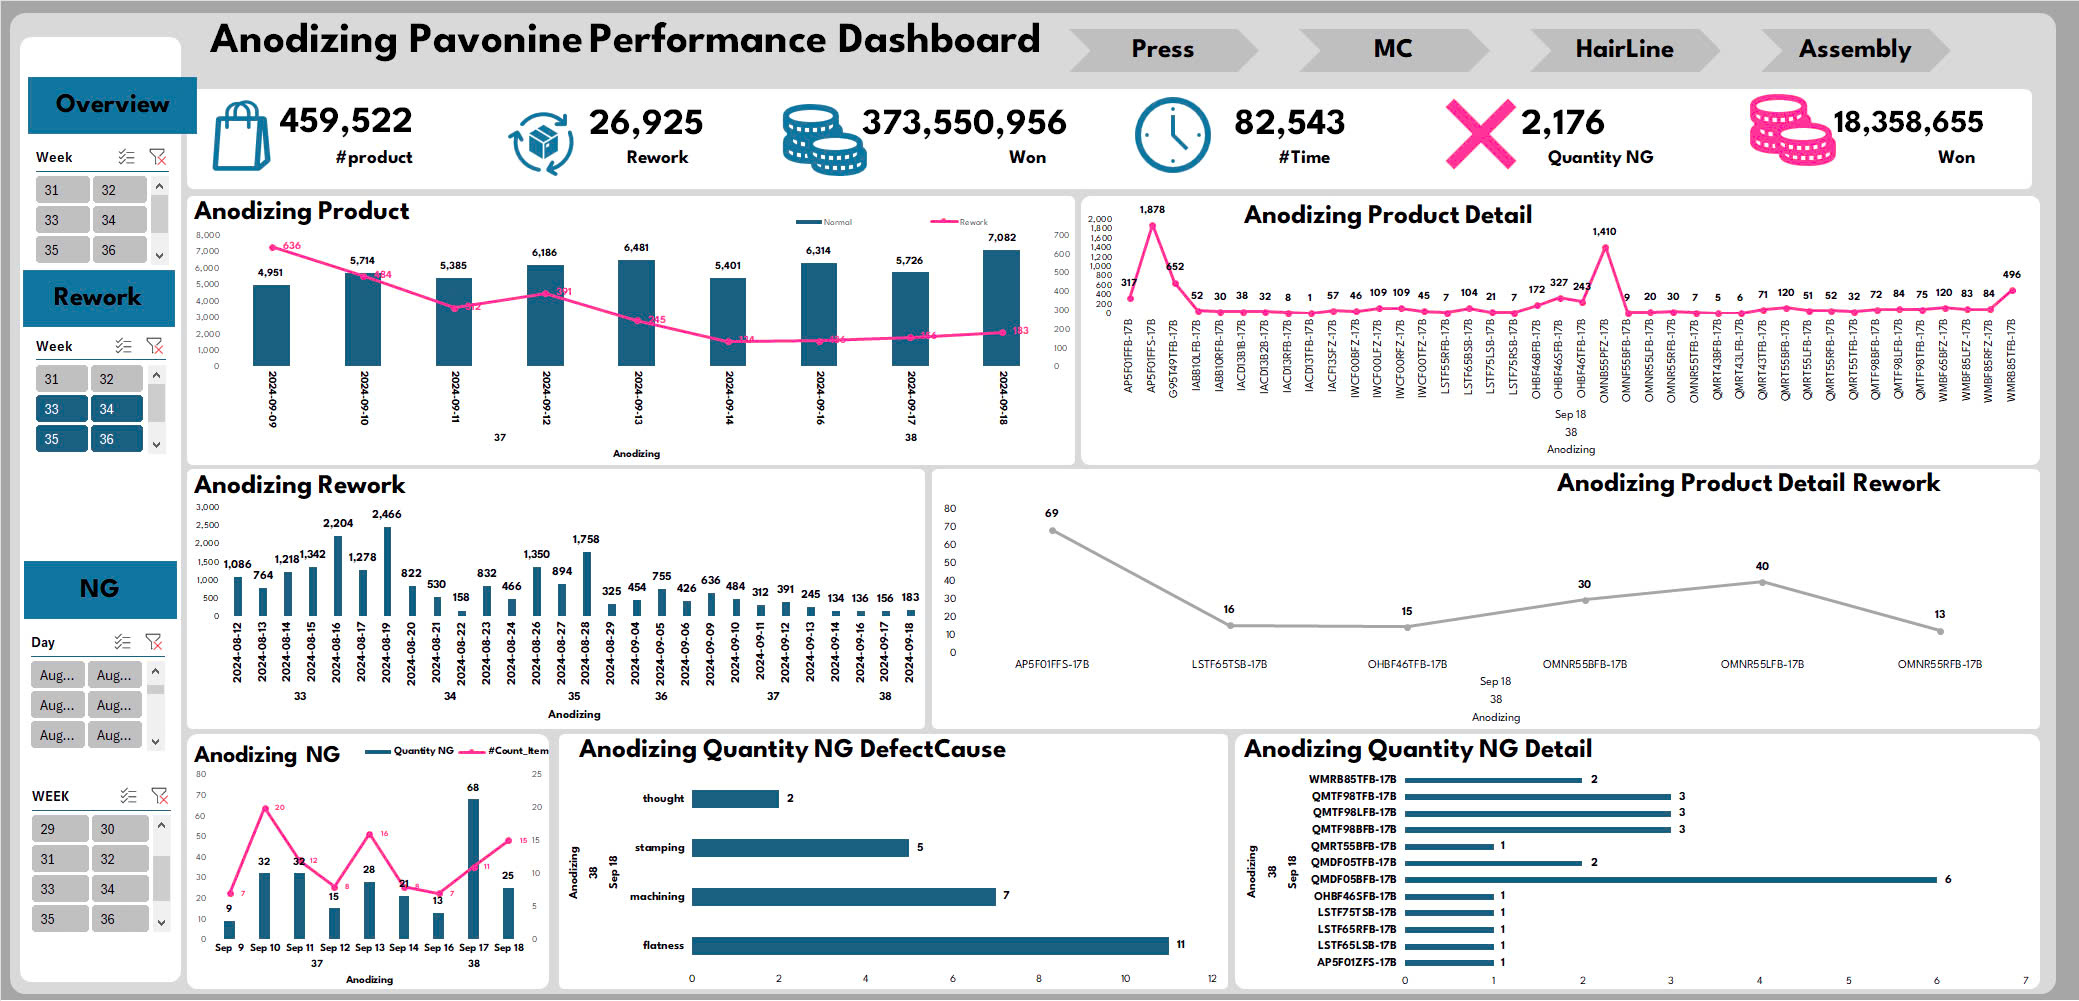 Anodizing Pavonine Performance Dashboard
Press
MC
HairLine
Assembly
Overview
459,522
#product
26,925
Rework
373,550,956
Won
82,543
#Time
2,176
Quantity NG
18,358,655
Won
Week
31 32
33 34
35 36
Rework
Week
31 32
33 34
35 36
NG
Day
Aug... Aug...
Aug... Aug...
Aug... Aug...
WEEK
29 30
31 32
33 34
35 36
Anodizing Product
Normal
Rework
8,000
7,000
6,000
5,000
4,000
3,000
2,000
1,000
0
700
600
500
400
300
200
100
0
4,951 5,714 5,385 6,186 6,481 5,401 6,314 5,726 7,082
636 484 312 391 245 134 136 156 183
2024-09-09 2024-09-10 2024-09-11 2024-09-12 2024-09-13 2024-09-14 2024-09-16 2024-09-17 2024-09-18
37 38
Anodizing
Anodizing Product Detail
2,000
1,800
1,600
1,400
1,200
1,000
800
600
400
200
0
317 1,878 652 52 30 38 32 8 1 57 46 109 109 45 7 104 21 7 172 327 243 1,410 9 20 30 7 5 6 71 120 51 52 32 72 84 75 120 83 84 496
AP5F01FFB-17B
AP5F01FFS-17B
G95T49TFB-17B
IABB10LFB-17B
IABB10RFB-17B
IACD13B1B-17B
IACD13B2B-17B
IACD13RFB-17B
IACD13TFB-17B
IACF13SFZ-17B
IWCF00BFZ-17B
IWCF00LFZ-17B
IWCF00RFZ-17B
IWCF00TFZ-17B
LSTF55RFB-17B
LSTF65BSB-17B
LSTF75LSB-17B
LSTF75RSB-17B
OHBF46BFB-17B
OHBF46SFB-17B
OHBF46TFB-17B
OMNB5PFZ-17B
OMNF55BFB-17B
OMNR55LFB-17B
OMNR55RFB-17B
OMNR55TFB-17B
QMRT43BFB-17B
QMRT43LFB-17B
QMRT43TFB-17B
QMRT55BFB-17B
QMRT55LFB-17B
QMRT55RFB-17B
QMRT55TFB-17B
QMTF98BFB-17B
QMTF98LFB-17B
QMTF98TFB-17B
WMBF65BFZ-17B
WMBF85LFZ-17B
WMBF85RFZ-17B
WMRB85TFB-17B
Sep 18
38
Anodizing
Anodizing Rework
3,000
2,500
2,000
1,500
1,000
500
0
1,086 764 1,218 1,342 2,204 1,278 2,466 822 530 158 832 466 1,350 894 1,758 325 454 755 426 636 484 312 391 245 134 136 156 183
2024-08-12 2024-08-13 2024-08-14 2024-08-15 2024-08-16 2024-08-17 2024-08-19 2024-08-20 2024-08-21 2024-08-22 2024-08-23 2024-08-24 2024-08-26 2024-08-27 2024-08-28 2024-08-29 2024-09-04 2024-09-05 2024-09-06 2024-09-09 2024-09-10 2024-09-11 2024-09-12 2024-09-13 2024-09-14 2024-09-16 2024-09-17 2024-09-18
33 34 35 36 37 38
Anodizing
Anodizing Product Detail Rework
80
70
60
50
40
30
20
10
0
69 16 15 30 40 13
AP5F01FFS-17B LSTF65TSB-17B OHBF46TFB-17B OMNR55BFB-17B OMNR55LFB-17B OMNR55RFB-17B
Sep 18
38
Anodizing
Anodizing NG
Quantity NG
#Count_Item
80
70
60
50
40
30
20
10
0
25
20
15
10
5
0
9 32 32 15 28 21 13 68 25
7 20 12 8 16 8 7 11 15
Sep 9 Sep 10 Sep 11 Sep 12 Sep 13 Sep 14 Sep 16 Sep 17 Sep 18
37 38
Anodizing
Anodizing Quantity NG DefectCause
Anodizing
38
Sep 18
thought 2
stamping 5
machining 7
flatness 11
0 2 4 6 8 10 12
Anodizing Quantity NG Detail
Anodizing
38
Sep 18
WMRB85TFB-17B 2
QMTF98TFB-17B 3
QMTF98LFB-17B 3
QMTF98BFB-17B 3
QMRT55BFB-17B 1
QMDF05TFB-17B 2
QMDF05BFB-17B 6
OHBF46SFB-17B 1
LSTF75TSB-17B 1
LSTF65RFB-17B 1
LSTF65LSB-17B 1
AP5F01ZFS-17B 1
0 1 2 3 4 5 6 7